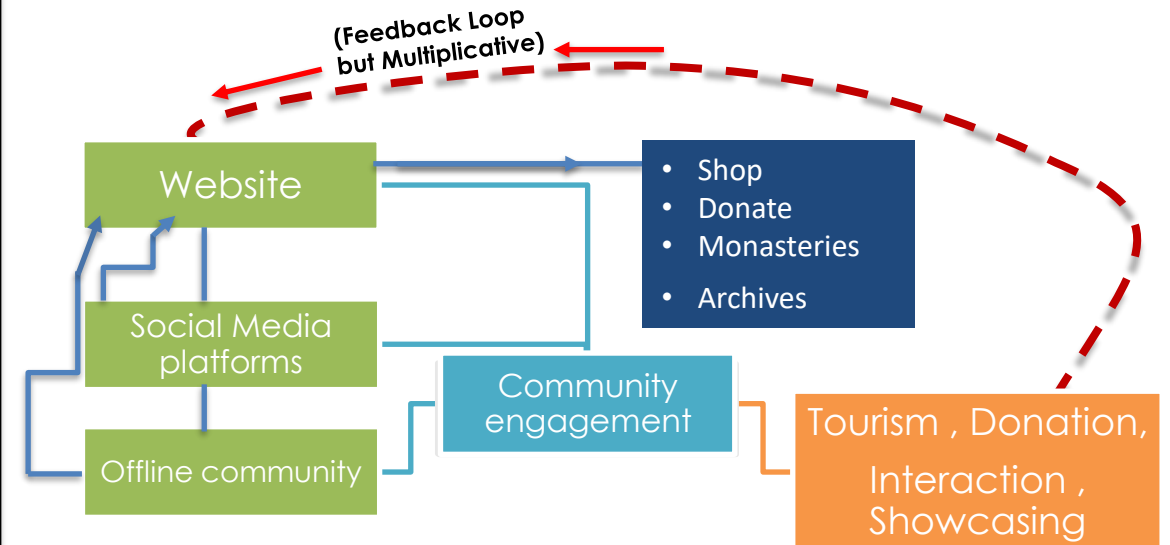 (Feedback Loop
but Multiplicative)
Website
• Shop
• Donate
• Monasteries
• Archives
Social Media
platforms
Community
engagement
Offline community
Tourism , Donation,
Interaction ,
Showcasing